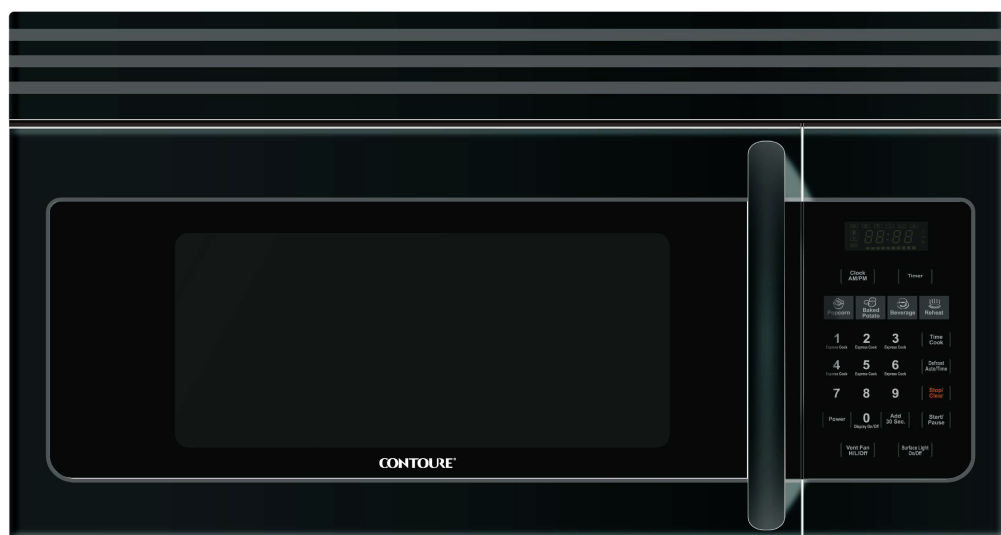 88:88
Clock
AM/PM
Timer
Popcorn
Baked
Potato
Beverage
Reheat
1
Express Cook
2
Express Cook
3
Express Cook
Time
Cook
4
Express Cook
5
Express Cook
6
Express Cook
Defrost
Auto/Time
7
8
9
Stop/
Clear
Power
0
Display On/Off
Add
30 Sec.
Start/
Pause
Vent Fan
H/L/Off
Surface Light
On/Off
CONTOURE®